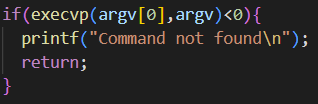 if(execvp(argv[0],argv)<0){
  printf("Command not found\n");
  return;
}